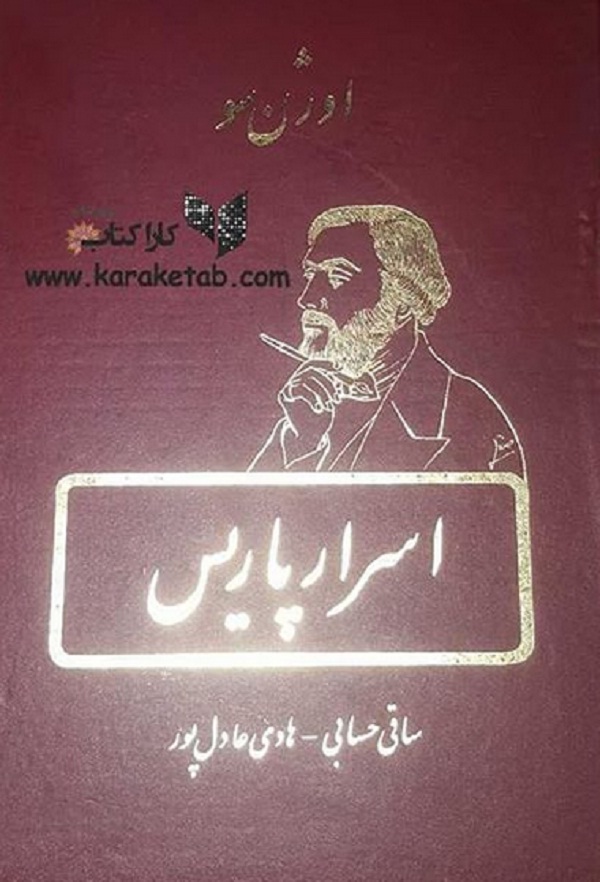 اوژن سو
کارا کتاب
www.karaketab.com
اسرار پاریس
ساقی حسابی - هادی عادل پور